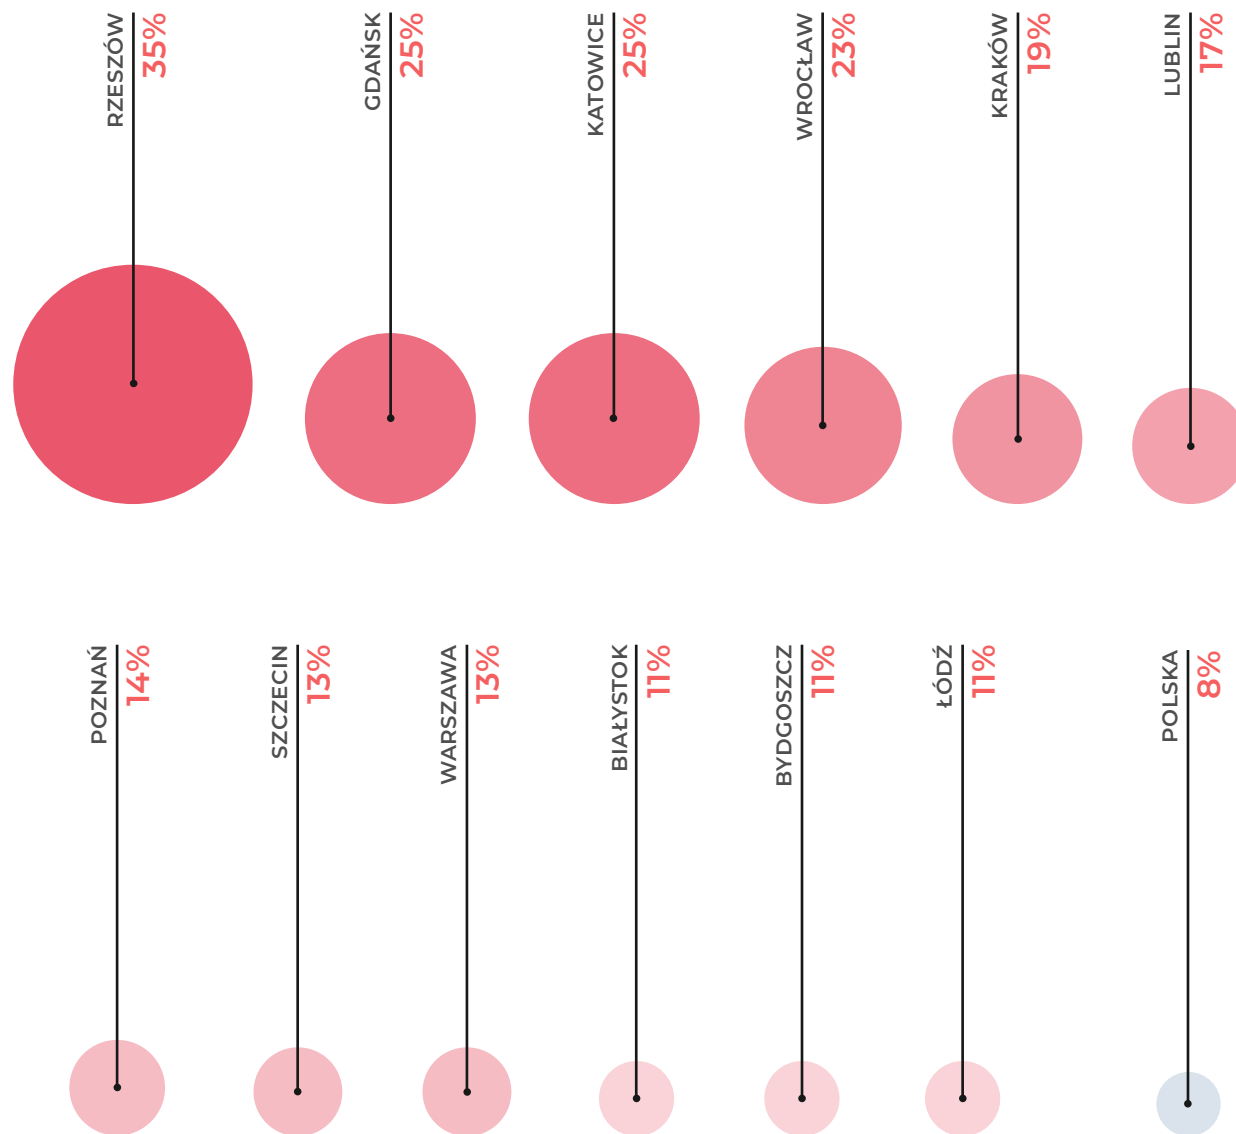 RZESZÓW
35%
GDAŃSK
25%
KATOWICE
25%
WROCŁAW
23%
KRAKÓW
19%
LUBLIN
17%
POZNAŃ
14%
SZCZECIN
13%
WARSZAWA
13%
BIAŁYSTOK
11%
BYDGOSZCZ
11%
ŁÓDŹ
11%
POLSKA
8%